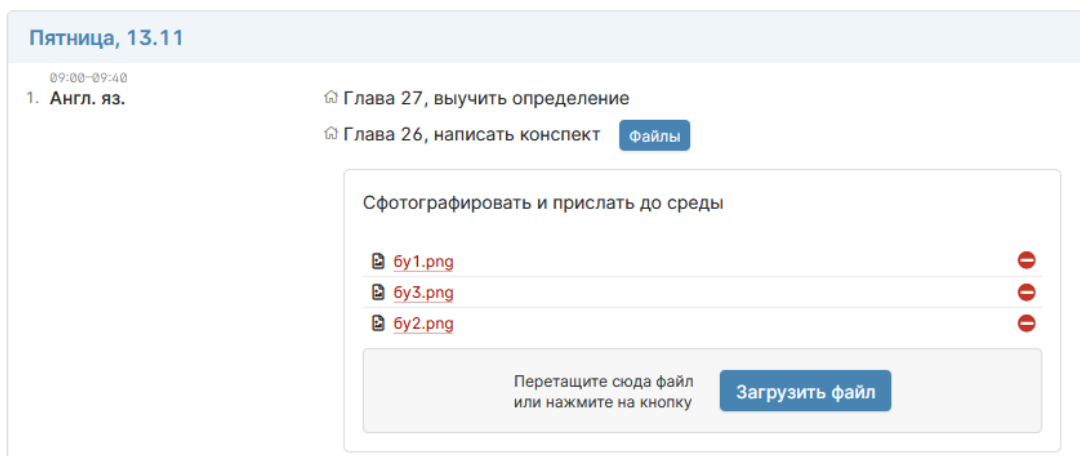 Пятница, 13.11
09:00–09:40
1. Англ. яз.
Глава 27, выучить определение
Глава 26, написать конспект Файлы
Сфотографировать и прислать до среды
бу1.png
бу3.png
бу2.png
Перетащите сюда файл
или нажмите на кнопку
Загрузить файл